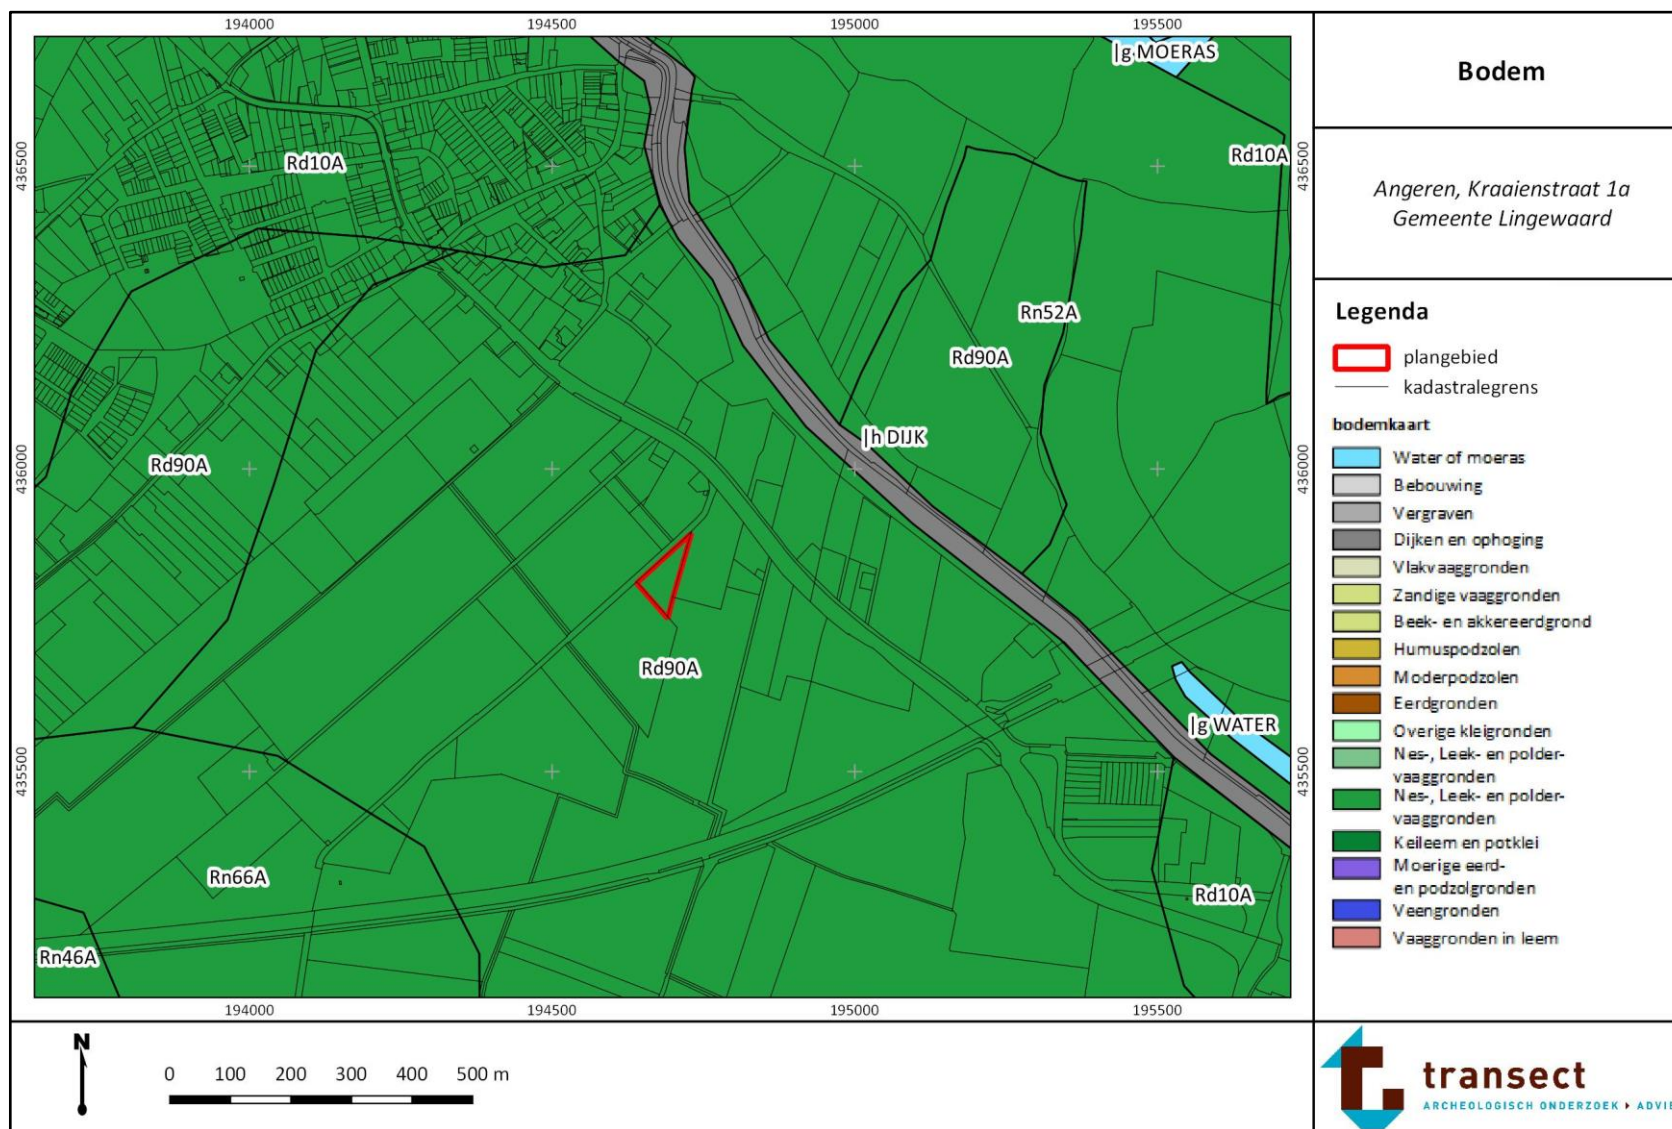 194000 194500 195000 195500
|g MOERAS
436500
Rd10A
Rd10A
436500
Rn52A
Rd90A
|h DIJK
436000
Rd90A
436000
Rd90A
|g WATER
435500
435500
Rn66A
Rd10A
Rn46A
194000 194500 195000 195500
N
0 100 200 300 400 500 m
Bodem
Angeren, Kraaienstraat 1a
Gemeente Lingewaard
Legenda
plangebied
kadastralegrens
bodemkaart
Water of moeras
Bebouwing
Vergraven
Dijken en ophoging
Vlakvaaggronden
Zandige vaaggronden
Beek- en akkereerdgrond
Humuspodzolen
Moderpodzolen
Eerdgronden
Overige kleigronden
Nes-, Leek- en polder-
vaaggronden
Nes-, Leek- en polder-
vaaggronden
Keileem en potklei
Moerige eerd-
en podzolgronden
Veengronden
Vaaggronden in leem
transect
ARCHEOLOGISCH ONDERZOEK ▸ ADVIE